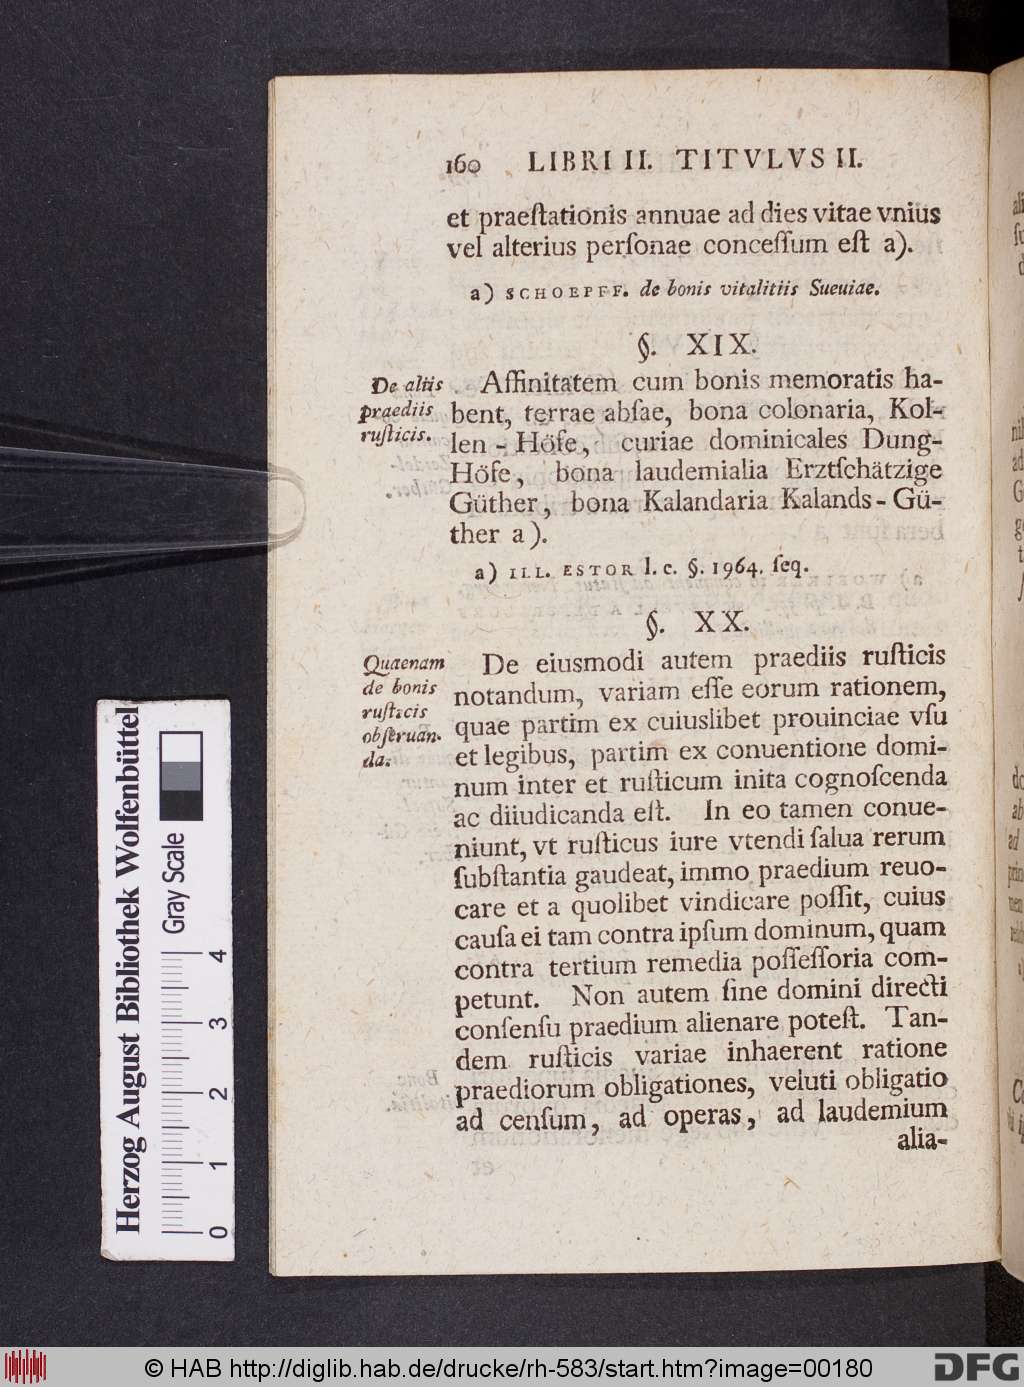 160 LIBRI II. TITVLVS II.
et praeſtationis annuae ad dies vitae vnius
vel alterius perſonae conceſſum eſt a).
a) SCHOEPFF. de bonis vitalitiis Sueuiae.
§. XIX.
De aliis
praediis
ruſticis.
Affinitatem cum bonis memoratis ha-
bent, terrae abſae, bona colonaria, Kol-
len-Höfe, curiae dominicales Dung-
Höfe, bona laudemialia Erztſchätzige
Güther, bona Kalandaria Kalands-Gü-
ther a).
a) ILL. ESTOR l. c. §. 1964. ſeq.
§. XX.
Quaenam
de bonis
ruſticis
obſeruan-
da.
De eiusmodi autem praediis ruſticis
notandum, variam eſſe eorum rationem,
quae partim ex cuiuslibet prouinciae vſu
et legibus, partim ex conuentione domi-
num inter et ruſticum inita cognoſcenda
ac diiudicanda eſt. In eo tamen conue-
niunt, vt ruſticus iure vtendi ſalua rerum
ſubſtantia gaudeat, immo praedium reuo-
care et a quolibet vindicare poſſit, cuius
cauſa ei tam contra ipſum dominum, quam
contra tertium remedia poſſeſſoria com-
petunt. Non autem ſine domini directi
conſenſu praedium alienare poteſt. Tan-
dem ruſticis variae inhaerent ratione
praediorum obligationes, veluti obligatio
ad cenſum, ad operas, ad laudemium
alia-
Herzog August Bibliothek Wolfenbüttel
Gray Scale
0 1 2 3 4
© HAB http://diglib.hab.de/drucke/rh-583/start.htm?image=00180
DFG